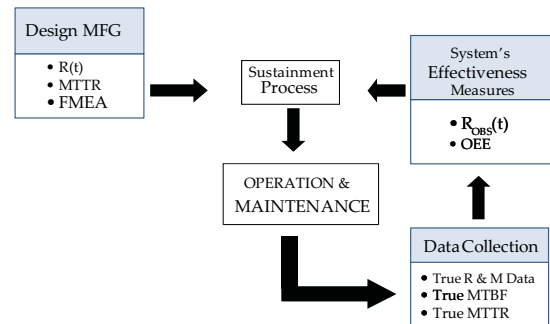 Design MFG
• R(t)
• MTTR
• FMEA
Sustainment
Process
System's
Effectiveness
Measures
• R_OBS(t)
• OEE
OPERATION &
MAINTENANCE
Data Collection
• True R & M Data
• True MTBF
• True MTTR